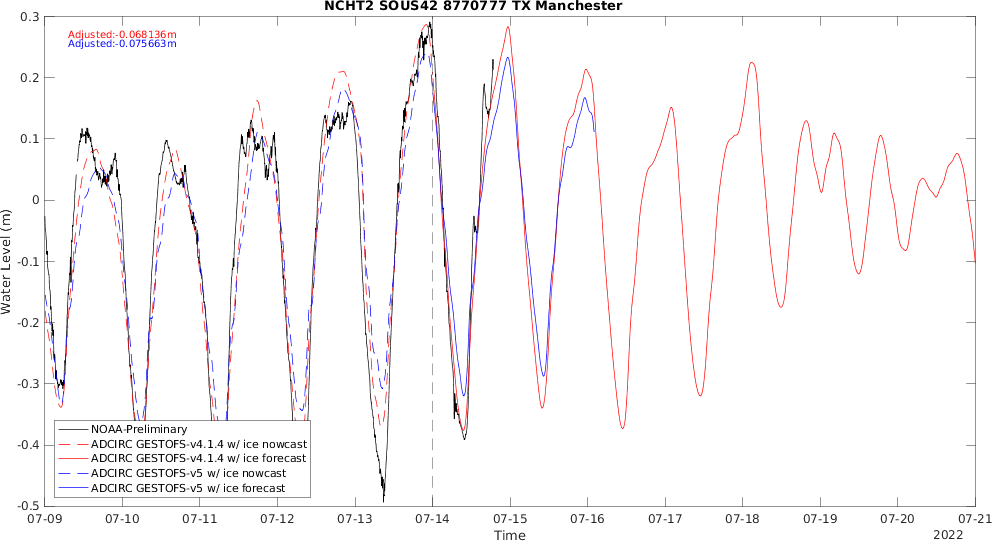 NCHT2 SOUS42 8770777 TX Manchester
Adjusted:-0.068136m
Adjusted:-0.075663m
0.3
0.2
0.1
0
-0.1
-0.2
-0.3
-0.4
-0.5
Water Level (m)
NOAA-Preliminary
ADCIRC GESTOFS-v4.1.4 w/ ice nowcast
ADCIRC GESTOFS-v4.1.4 w/ ice forecast
ADCIRC GESTOFS-v5 w/ ice nowcast
ADCIRC GESTOFS-v5 w/ ice forecast
07-09 07-10 07-11 07-12 07-13 07-14 07-15 07-16 07-17 07-18 07-19 07-20 07-21
Time
2022